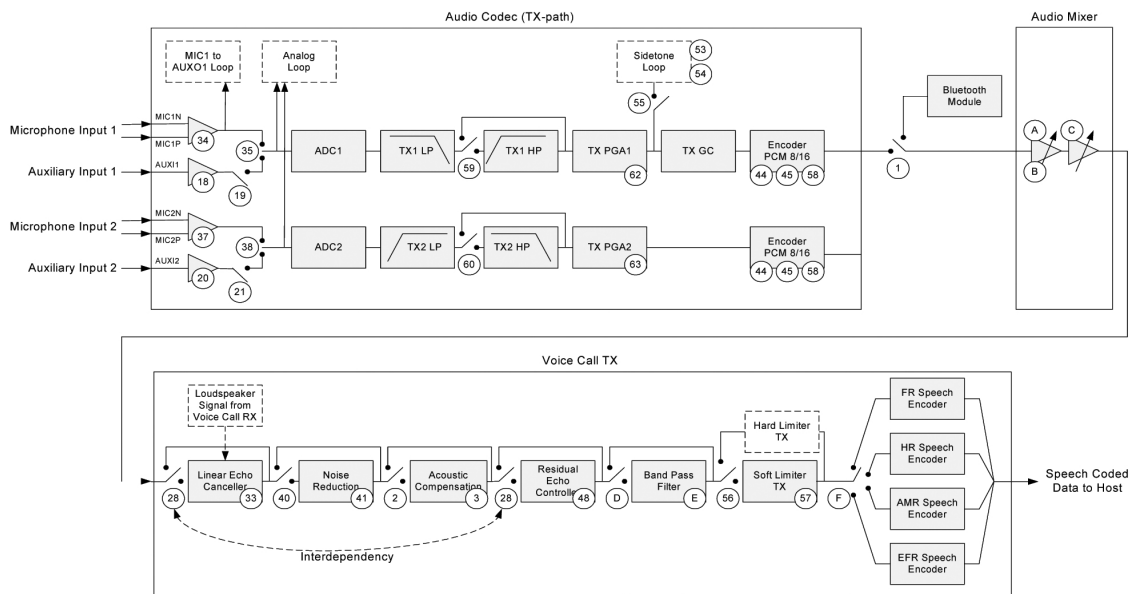 Audio Codec (TX-path)
Audio Mixer
MIC1 to
AUXO1 Loop
Analog
Loop
Sidetone
Loop
53
54
55
Bluetooth
Module
Microphone Input 1
MIC1N
MIC1P
34
35
ADC1
TX1 LP
59
TX1 HP
TX PGA1
62
TX GC
Encoder
PCM 8/16
44 45 58
1
A
B
C
Auxiliary Input 1
AUXI1
18
19
Microphone Input 2
MIC2N
MIC2P
37
38
ADC2
TX2 LP
60
TX2 HP
TX PGA2
63
Encoder
PCM 8/16
44 45 58
Auxiliary Input 2
AUXI2
20
21
Voice Call TX
Loudspeaker
Signal from
Voice Call RX
Hard Limiter
TX
28
Linear Echo
Canceller
33
40
Noise
Reduction
41
2
Acoustic
Compensation
3
28
Residual
Echo
Controller
48
D
Band Pass
Filter
E
56
Soft Limiter
TX
57
F
Interdependency
FR Speech
Encoder
HR Speech
Encoder
AMR Speech
Encoder
EFR Speech
Encoder
Speech Coded
Data to Host